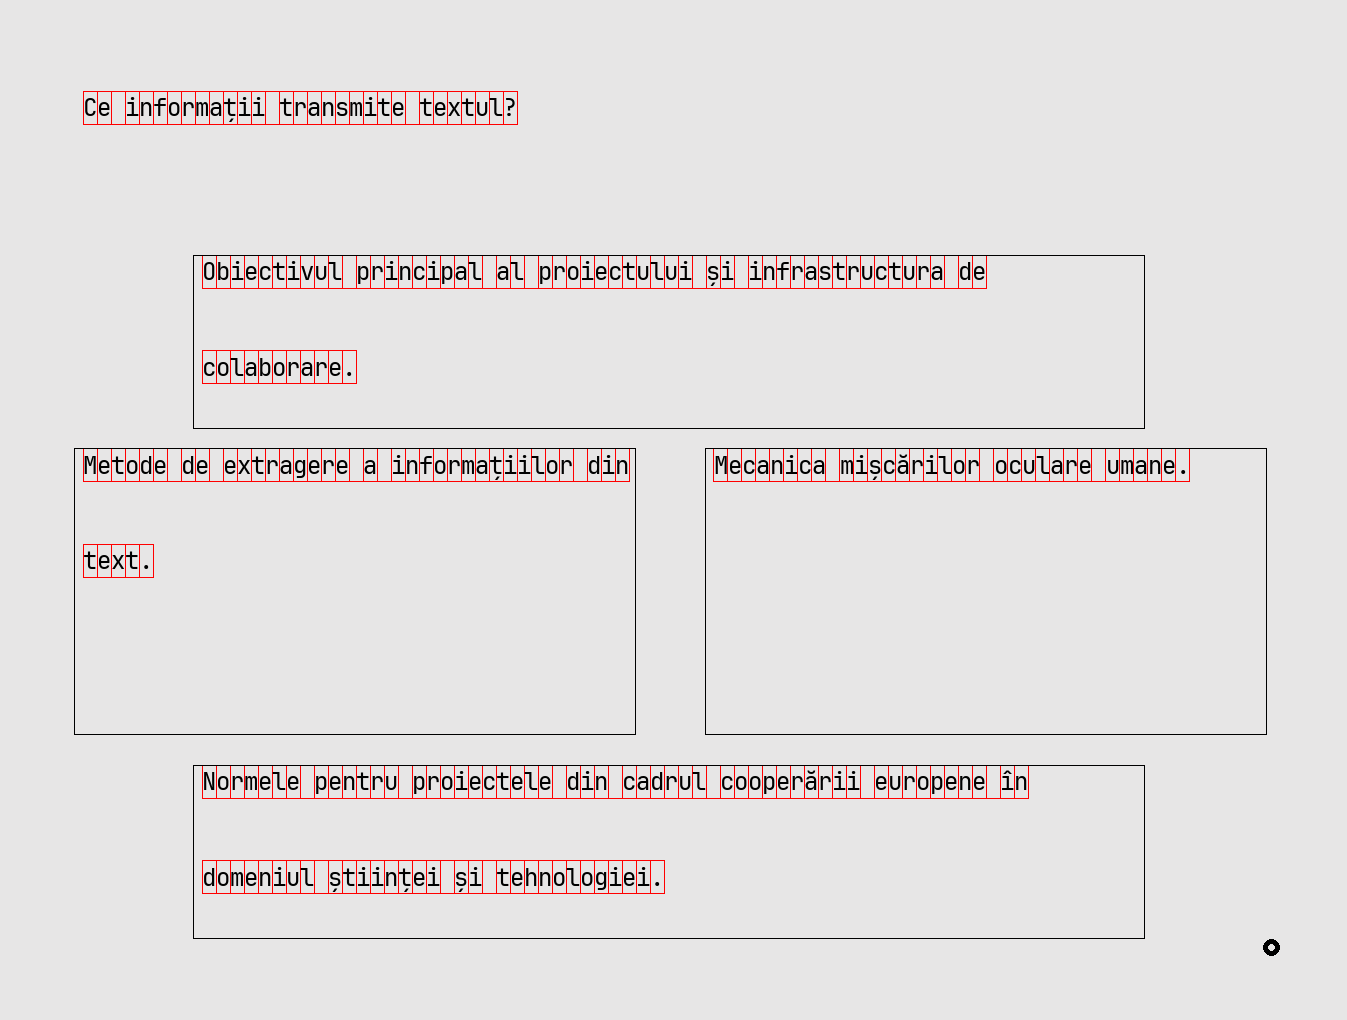 Ce informații transmite textul?
Obiectivul principal al proiectului și infrastructura de
colaborare.
Metode de extragere a informațiilor din
text.
Mecanica mișcărilor oculare umane.
Normele pentru proiectele din cadrul cooperării europene în
domeniul științei și tehnologiei.